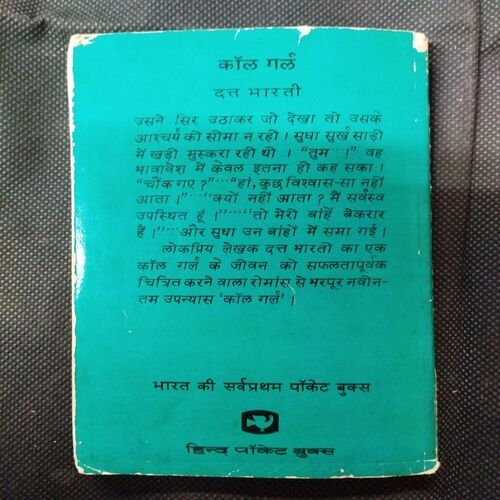 कॉल गर्ल
दत्त भारती
उसने सिर उठाकर जो देखा तो उसके
आश्चर्य की सीमा न रही । सुधा सुर्ख साड़ी
में खड़ी मुस्करा रही थी । "तुम...!" वह
भावावेश में केवल इतना ही कह सका ।
"चौंक गए ?"..."हां, कुछ विश्वास-सा नहीं
आता ।"..."क्यों नहीं आता ? मैं सर्वस्व
उपस्थित हूं ।"..."तो मेरी बांहें बेकरार
हैं ।"...और सुधा उन बांहों में समा गई ।
लोकप्रिय लेखक दत्त भारती का एक
कॉल गर्ल के जीवन को सफलतापूर्वक
चित्रित करने वाला रोमांस से भरपूर नवीन-
तम उपन्यास 'कॉल गर्ल' ।
भारत की सर्वप्रथम पॉकेट बुक्स
हिन्द पॉकेट बुक्स